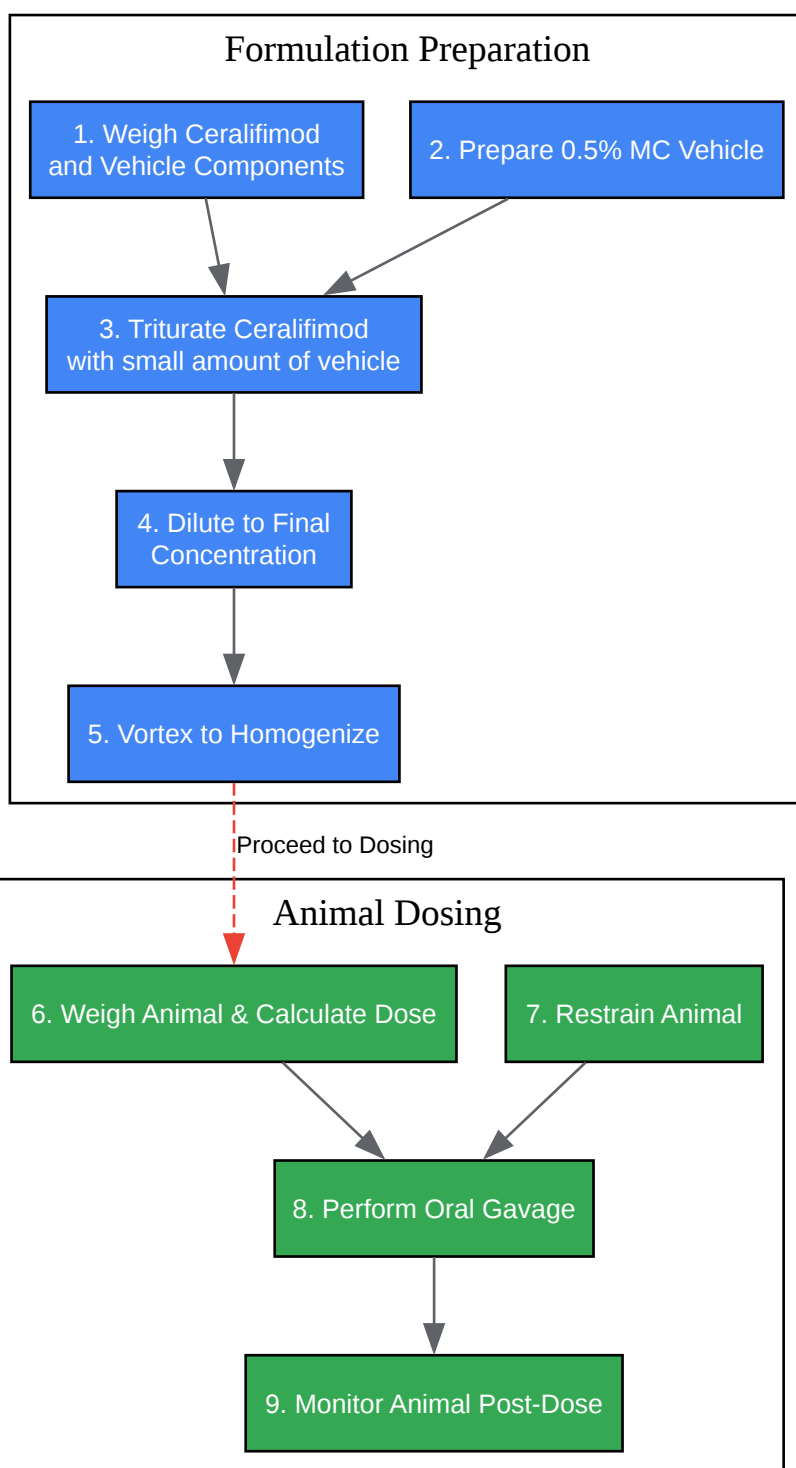 Formulation Preparation
1. Weigh Ceralifimod
and Vehicle Components
2. Prepare 0.5% MC Vehicle
3. Triturate Ceralifimod
with small amount of vehicle
4. Dilute to Final
Concentration
5. Vortex to Homogenize
Proceed to Dosing
Animal Dosing
6. Weigh Animal & Calculate Dose
7. Restrain Animal
8. Perform Oral Gavage
9. Monitor Animal Post-Dose